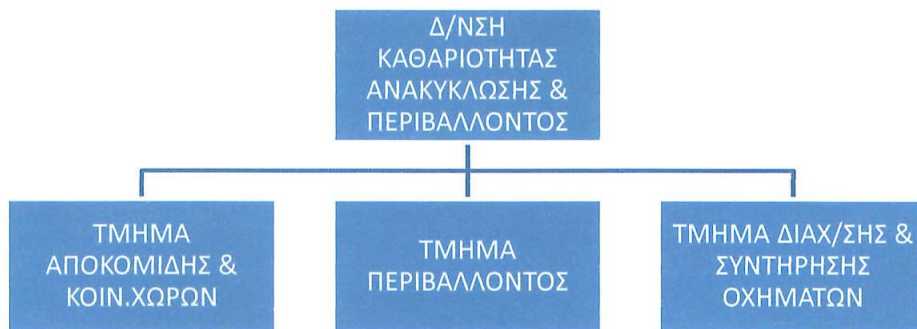 Δ/ΝΣΗ
ΚΑΘΑΡΙΟΤΗΤΑΣ
ΑΝΑΚΥΚΛΩΣΗΣ &
ΠΕΡΙΒΑΛΛΟΝΤΟΣ
ΤΜΗΜΑ
ΑΠΟΚΟΜΙΔΗΣ &
ΚΟΙΝ.ΧΩΡΩΝ
ΤΜΗΜΑ
ΠΕΡΙΒΑΛΛΟΝΤΟΣ
ΤΜΗΜΑ ΔΙΑΧ/ΣΗΣ &
ΣΥΝΤΗΡΗΣΗΣ
ΟΧΗΜΑΤΩΝ